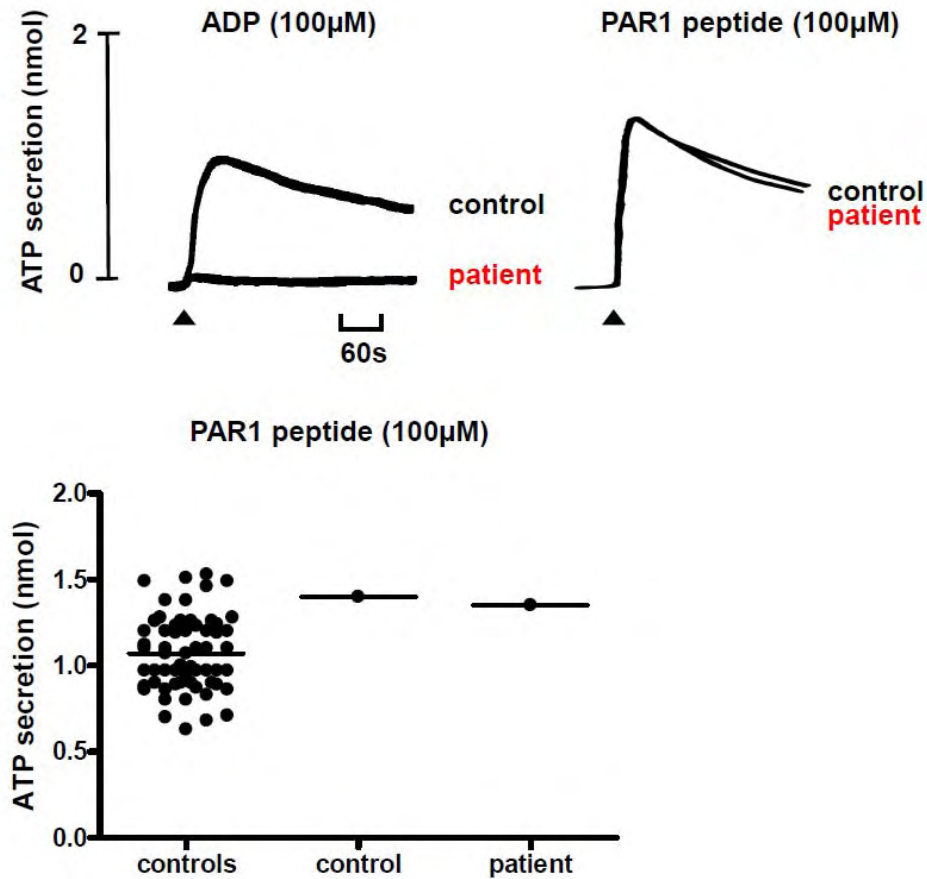 ADP (100µM)
PAR1 peptide (100µM)
ATP secretion (nmol)
2
0
control
patient
control
patient
60s
PAR1 peptide (100µM)
ATP secretion (nmol)
2.0
1.5
1.0
0.5
0.0
controls
control
patient